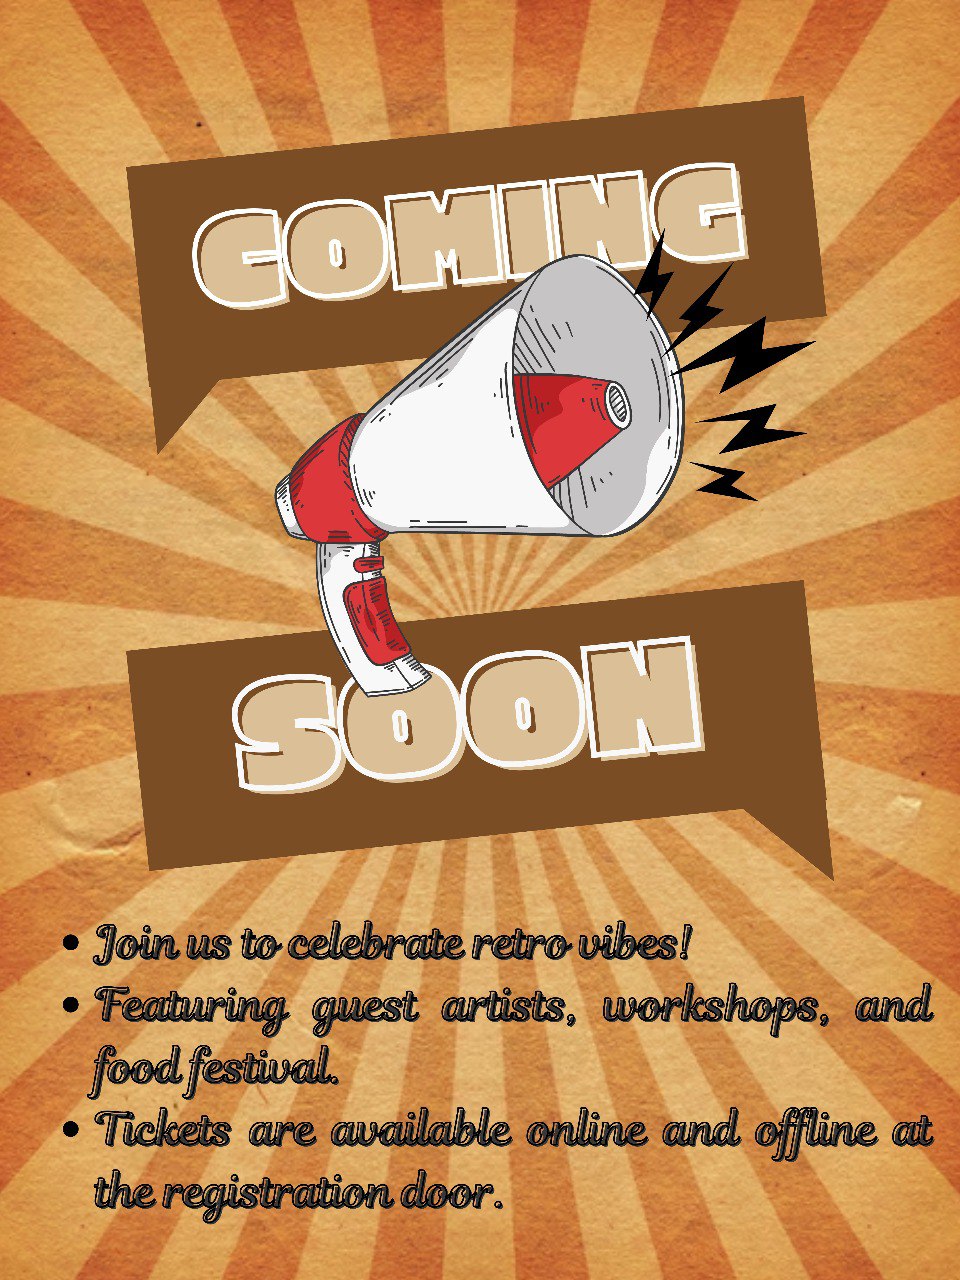 COMING
SOON
• Join us to celebrate retro vibes!
• Featuring guest artists, workshops, and
food festival.
• Tickets are available online and offline at
the registration door.